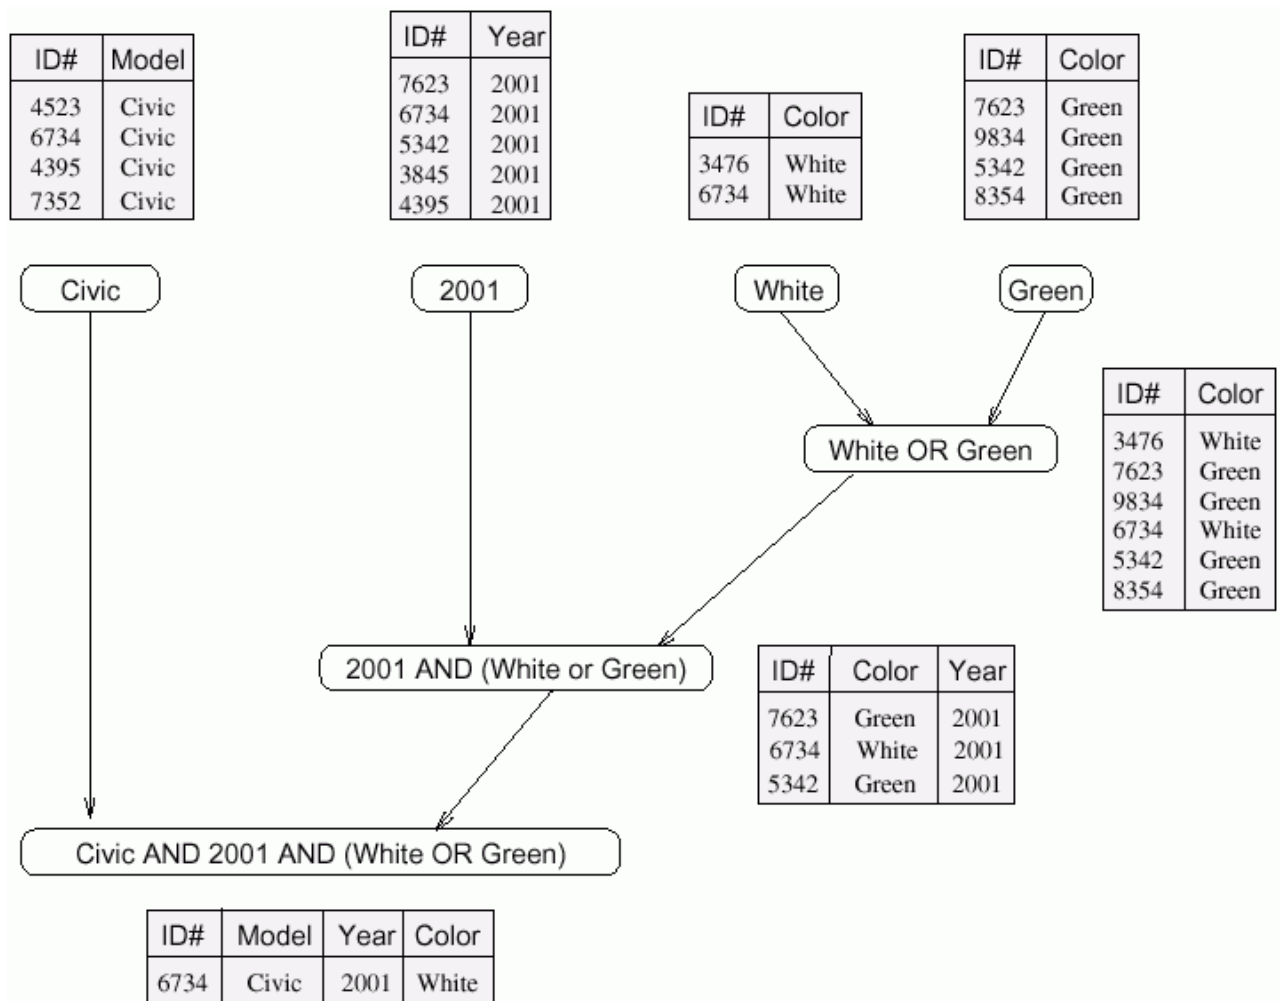 ID# Model
4523 Civic
6734 Civic
4395 Civic
7352 Civic
ID# Year
7623 2001
6734 2001
5342 2001
3845 2001
4395 2001
ID# Color
3476 White
6734 White
ID# Color
7623 Green
9834 Green
5342 Green
8354 Green
Civic
2001
White
Green
White OR Green
ID# Color
3476 White
7623 Green
9834 Green
6734 White
5342 Green
8354 Green
2001 AND (White or Green)
ID# Color Year
7623 Green 2001
6734 White 2001
5342 Green 2001
Civic AND 2001 AND (White OR Green)
ID# Model Year Color
6734 Civic 2001 White